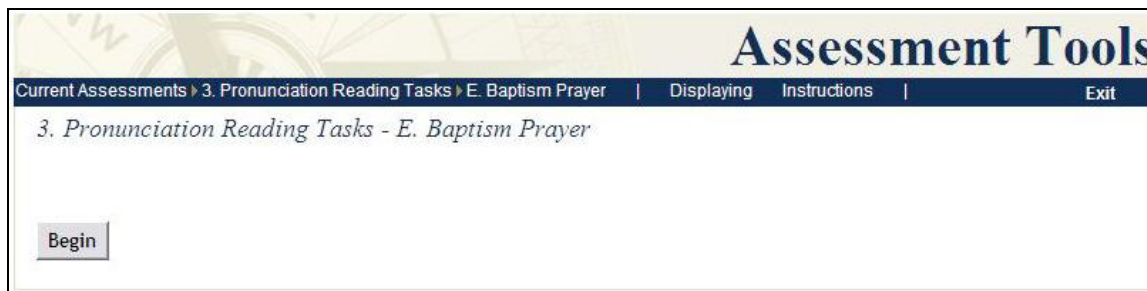 Assessment Tools
Current Assessments 3. Pronunciation Reading Tasks E. Baptism Prayer | Displaying Instructions | Exit
3. Pronunciation Reading Tasks - E. Baptism Prayer
Begin